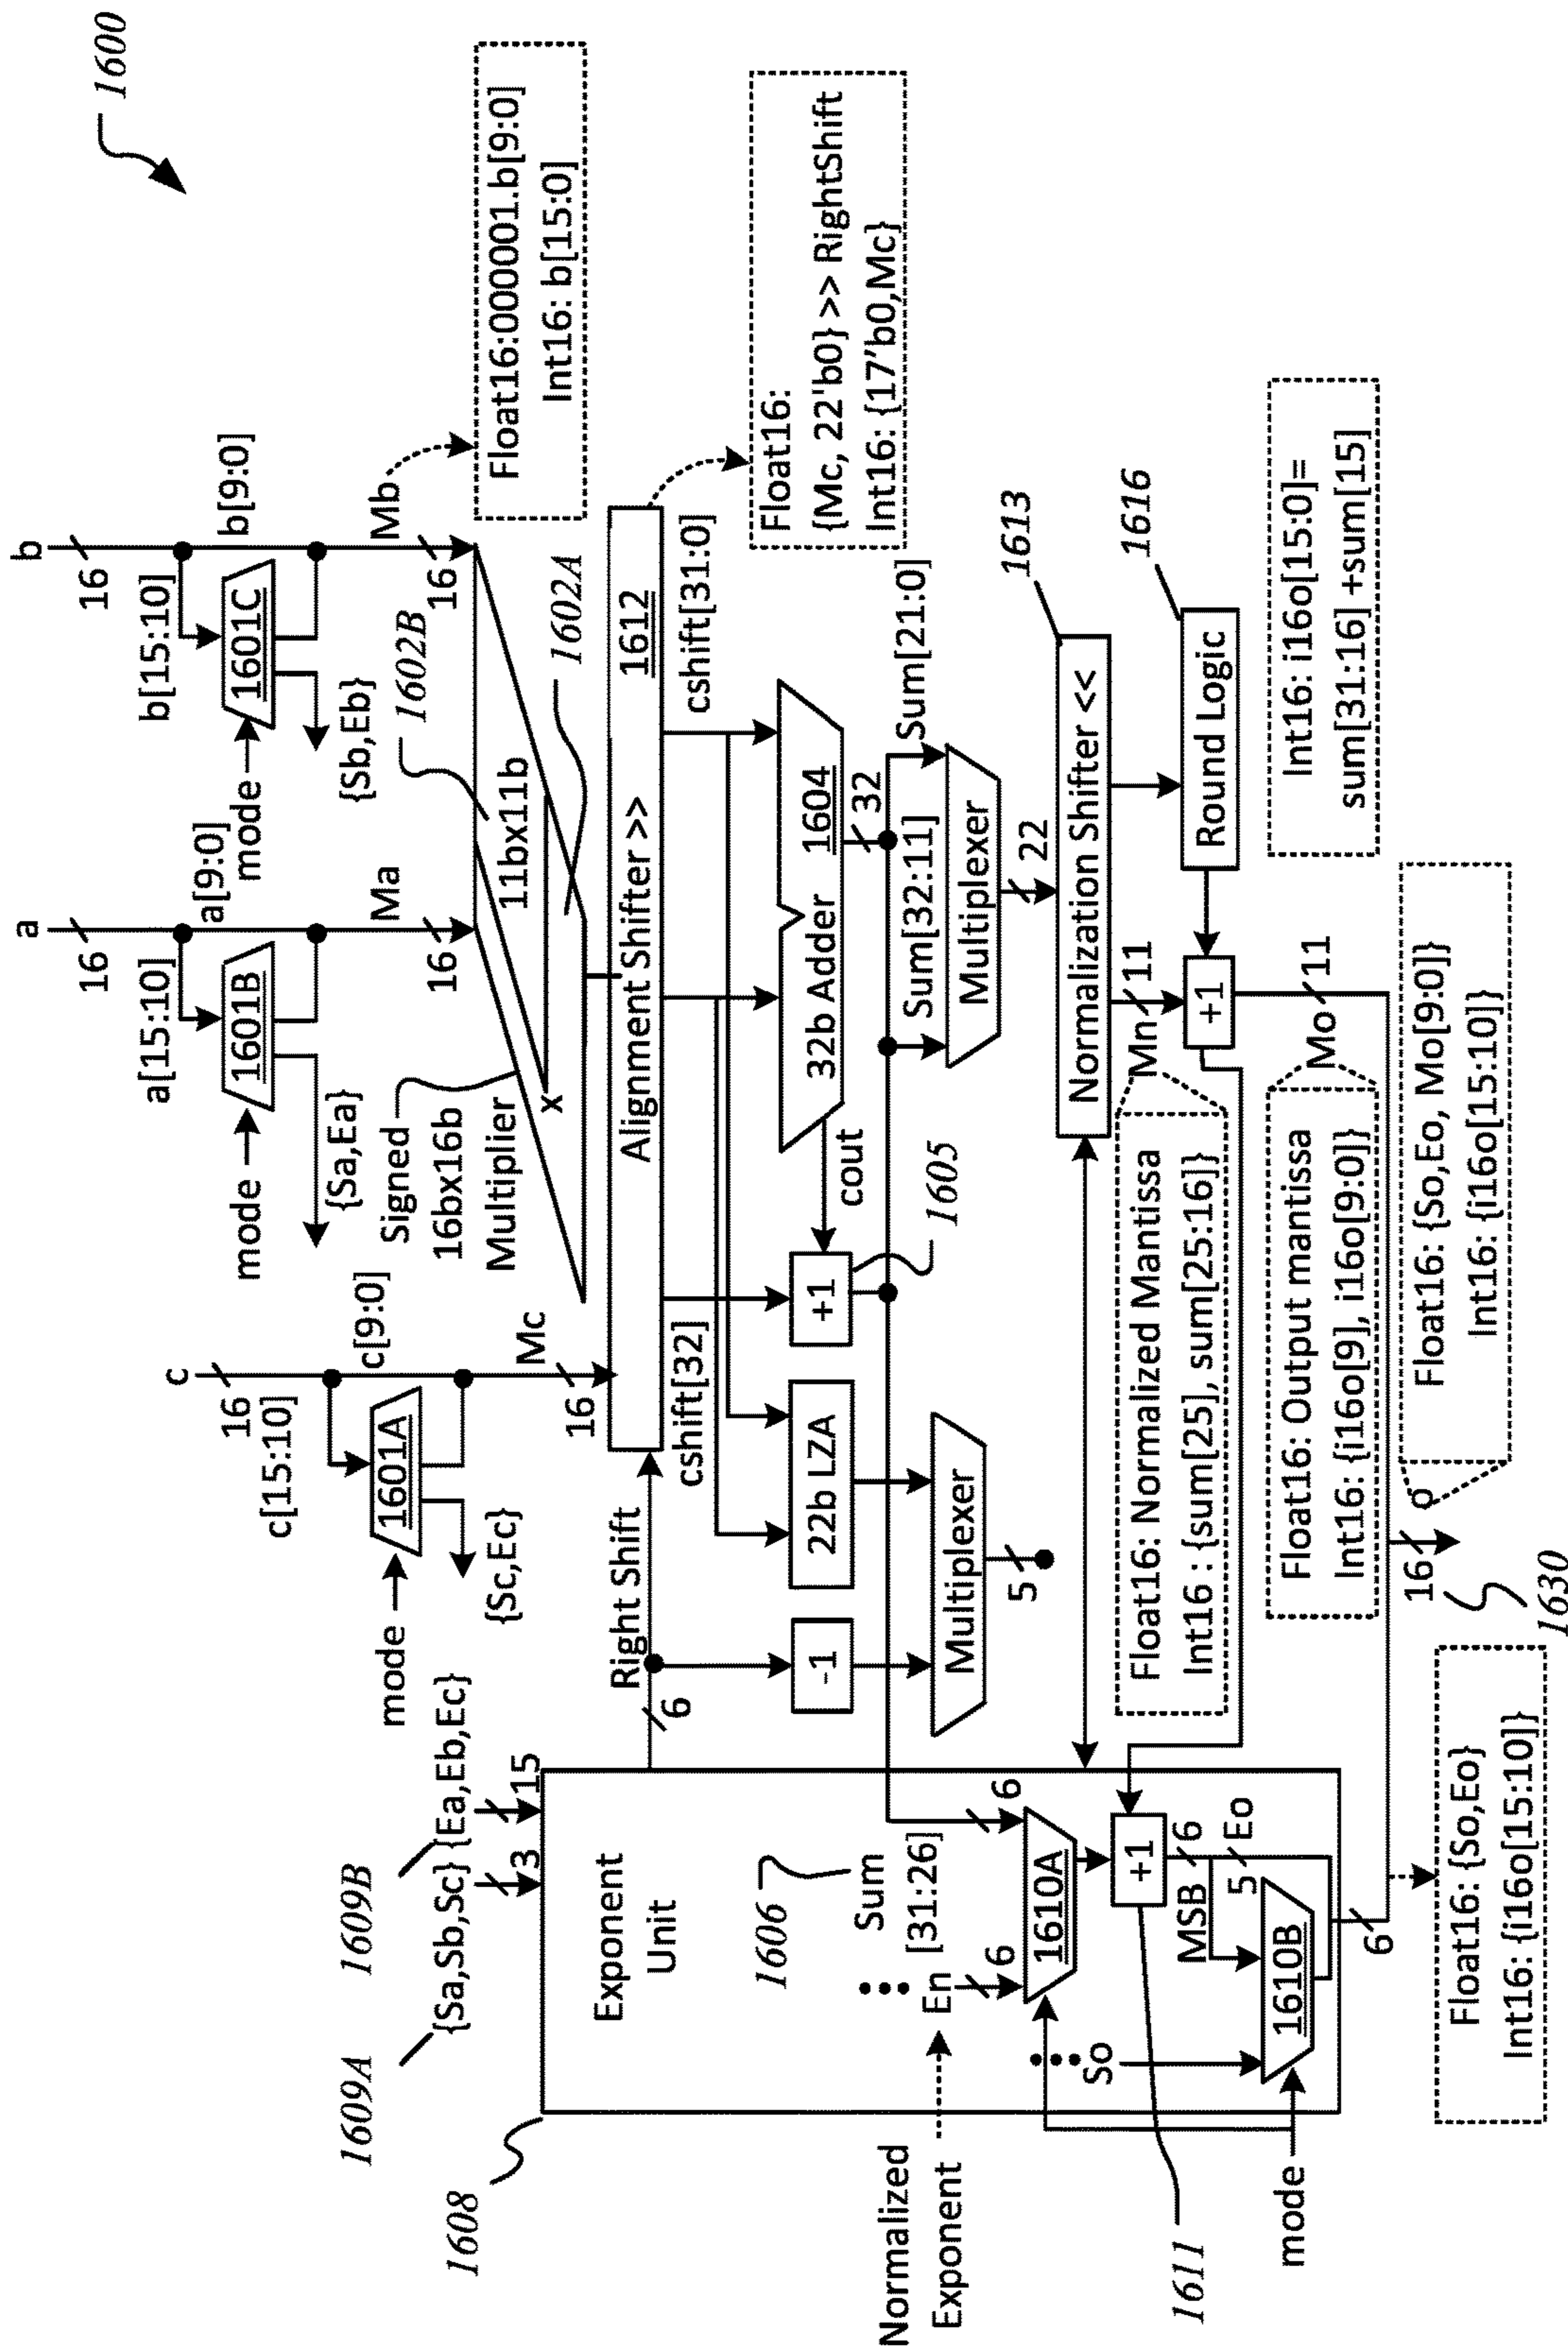 1600
c
16
c[15:10]
c[9:0]
mode
1601A
{Sc,Ec}
Mc
16
a
16
a[15:10]
a[9:0]
mode
1601B
{Sa,Ea}
Ma
16
b
16
b[15:10]
b[9:0]
mode
1601C
{Sb,Eb}
Mb
16
Float16:000001.b[9:0]
Int16: b[15:0]
Signed
16bx16b
Multiplier
x
11bx11b
1602B
1602A
1609A
1609B
{Sa,Sb,Sc}
{Ea,Eb,Ec}
3
15
1608
Exponent
Unit
Right Shift
6
Alignment Shifter >>
1612
Float16:
{Mc, 22'b0} >> RightShift
Int16: {17'b0,Mc}
cshift[32]
cshift[31:0]
-1
22b LZA
+1
cout
1605
32b Adder
1604
32
Multiplexer
5
Sum[32:11]
Sum[21:0]
Multiplexer
22
1606
Sum
[31:26]
Normalized
Exponent
En
6
6
1610A
+1
1611
MSB
6
5
Eo
So
1610B
mode
6
Normalization Shifter <<
1613
Mn
11
Round Logic
1616
+1
Float16: Normalized Mantissa
Int16 : {sum[25], sum[25:16]}
Int16: i16o[15:0]=
sum[31:16] +sum[15]
Float16: Output mantissa
Int16: {i16o[9], i16o[9:0]}
Mo
11
Float16: {So,Eo, Mo[9:0]}
Int16: {i16o[15:10]}
o
16
1630
Float16: {So,Eo}
Int16: {i16o[15:10]}